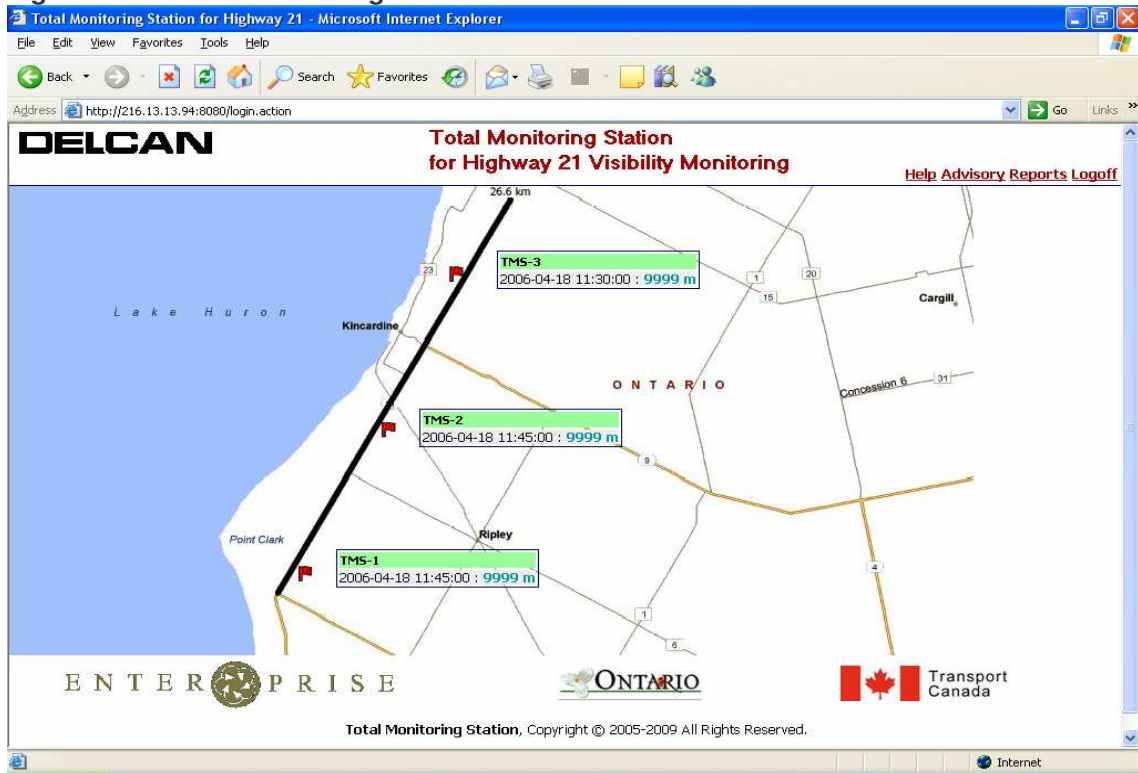 Total Monitoring Station for Highway 21 - Microsoft Internet Explorer
File Edit View Favorites Tools Help
Back Search Favorites
Address http://216.13.13.94:8080/login.action Go Links »
DELCAN
Total Monitoring Station
for Highway 21 Visibility Monitoring
Help Advisory Reports Logoff
26.6 km
TMS-3
2006-04-18 11:30:00 : 9999 m
23
1
20
15
Cargill
Lake Huron
Kincardine
ONTARIO
Concession 6
31
TMS-2
2006-04-18 11:45:00 : 9999 m
9
Point Clark
Ripley
TMS-1
2006-04-18 11:45:00 : 9999 m
4
1
6
ENTERPRISE
ONTARIO
Transport
Canada
Total Monitoring Station, Copyright © 2005-2009 All Rights Reserved.
Internet